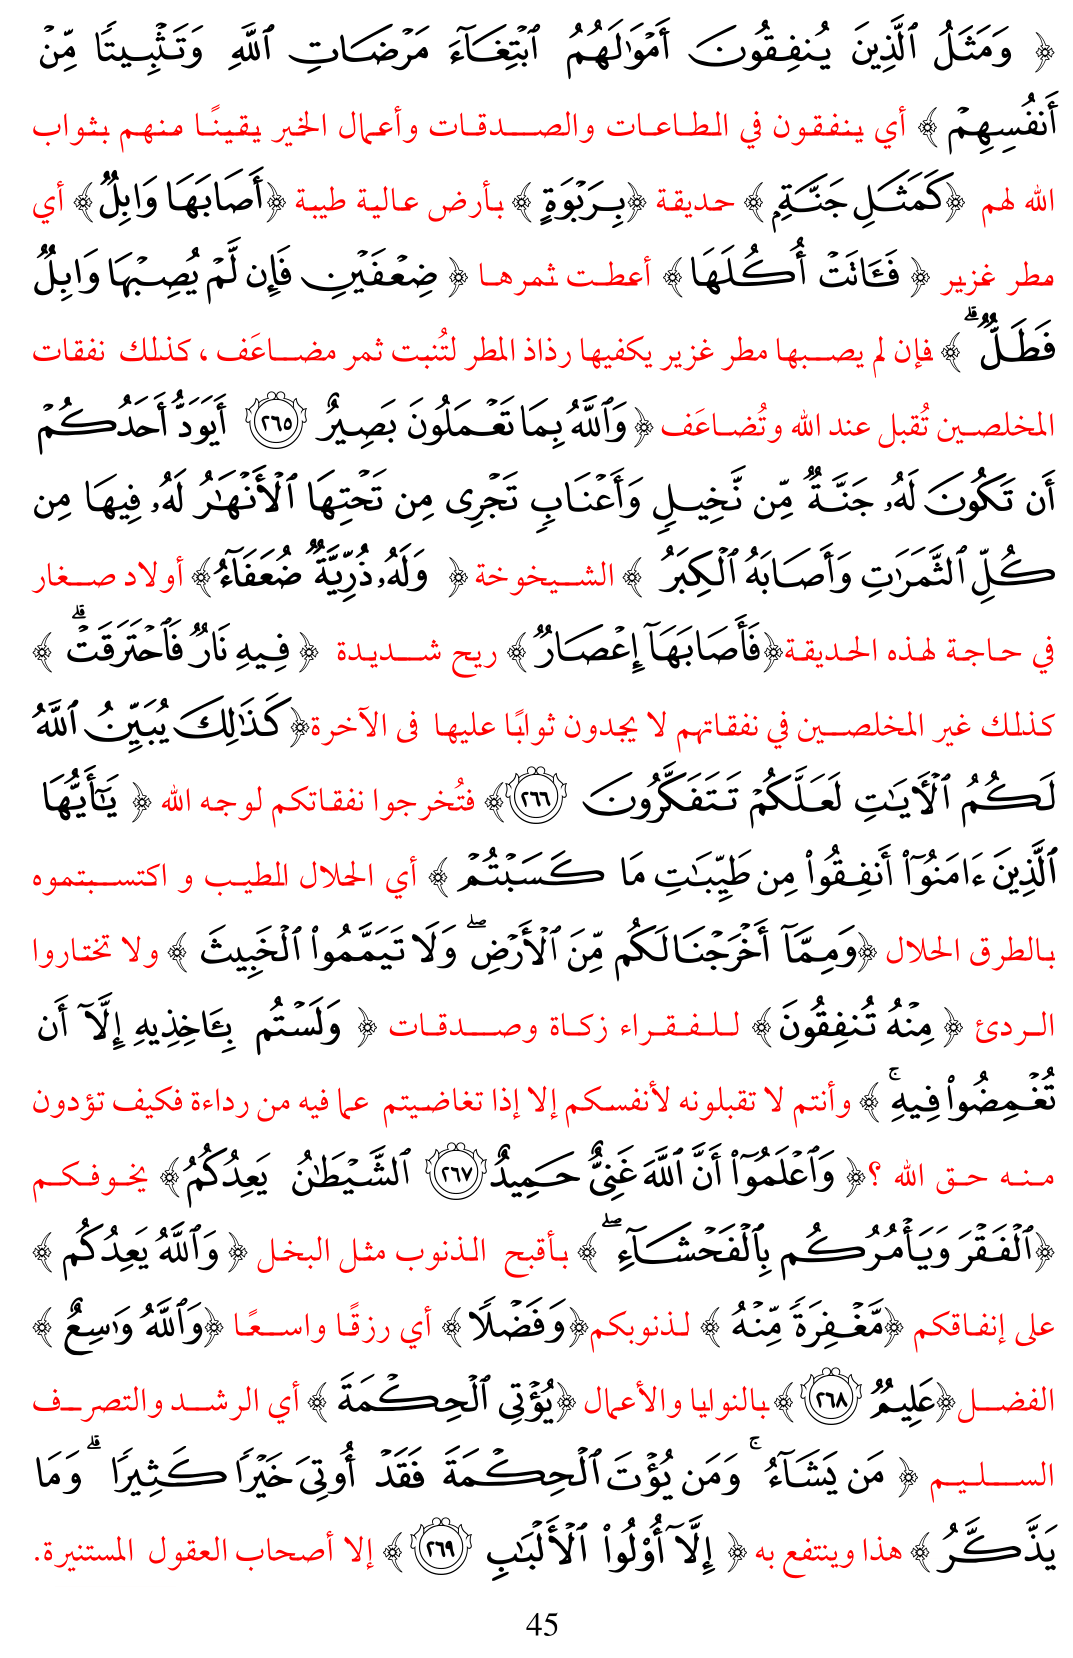 ﴿ وَمَثَلُ ٱلَّذِينَ يُنفِقُونَ أَمْوَٰلَهُمُ ٱبْتِغَآءَ مَرْضَاتِ ٱللَّهِ وَتَثْبِيتًا مِّنْ
أَنفُسِهِمْ ﴾ أي ينفقون في الطاعات والصدقات وأعمال الخير يقينًا منهم بثواب
الله لهم ﴿كَمَثَلِ جَنَّةٍۭ ﴾ حديقة ﴿بِرَبْوَةٍ ﴾ بأرض عالية طيبة ﴿أَصَابَهَا وَابِلٌ﴾ أي
مطر غزير ﴿ فَـَٔاتَتْ أُكُلَهَا﴾ أعطت ثمرها ﴿ ضِعْفَيْنِ فَإِن لَّمْ يُصِبْهَا وَابِلٌ
فَطَلٌّ ۗ ﴾ فإن لم يصبها مطر غزير يكفيها رذاذ المطر لتُنبت ثمر مضاعَف ، كذلك نفقات
المخلصين تُقبل عند الله وتُضاعَف ﴿وَٱللَّهُ بِمَا تَعْمَلُونَ بَصِيرٌ ٢٦٥ أَيَوَدُّ أَحَدُكُمْ
أَن تَكُونَ لَهُۥ جَنَّةٌ مِّن نَّخِيلٍ وَأَعْنَابٍ تَجْرِى مِن تَحْتِهَا ٱلْأَنْهَٰرُ لَهُۥ فِيهَا مِن
كُلِّ ٱلثَّمَرَٰتِ وَأَصَابَهُ ٱلْكِبَرُ ﴾ الشيخوخة ﴿ وَلَهُۥ ذُرِّيَّةٌ ضُعَفَآءُ﴾ أولاد صغار
في حاجة لهذه الحديقة﴿فَأَصَابَهَآ إِعْصَارٌ﴾ ريح شديدة ﴿ فِيهِ نَارٌ فَٱحْتَرَقَتْ ۗ ﴾
كذلك غير المخلصين في نفقاتهم لا يجدون ثوابًا عليها فى الآخرة﴿كَذَٰلِكَ يُبَيِّنُ ٱللَّهُ
لَكُمُ ٱلْأَيَٰتِ لَعَلَّكُمْ تَتَفَكَّرُونَ ٢٦٦﴾ فتُخرجوا نفقاتكم لوجه الله ﴿ يَٰٓأَيُّهَا
ٱلَّذِينَ ءَامَنُوٓا۟ أَنفِقُوا۟ مِن طَيِّبَٰتِ مَا كَسَبْتُمْ ﴾ أي الحلال الطيب و اكتسبتموه
بالطرق الحلال ﴿وَمِمَّآ أَخْرَجْنَا لَكُم مِّنَ ٱلْأَرْضِ ۖ وَلَا تَيَمَّمُوا۟ ٱلْخَبِيثَ ﴾ ولا تختاروا
الردئ ﴿ مِنْهُ تُنفِقُونَ﴾ للفقراء زكاة وصدقات ﴿ وَلَسْتُم بِـَٔاخِذِيهِ إِلَّآ أَن
تُغْمِضُوا۟ فِيهِ ۚ ﴾ وأنتم لا تقبلونه لأنفسكم إلا إذا تغاضيتم عما فيه من رداءة فكيف تؤدون
منه حق الله ؟﴿ وَٱعْلَمُوٓا۟ أَنَّ ٱللَّهَ غَنِىٌّ حَمِيدٌ ٢٦٧ ٱلشَّيْطَٰنُ يَعِدُكُمُ﴾ يخوفكم
﴿ٱلْفَقْرَ وَيَأْمُرُكُم بِٱلْفَحْشَآءِ ۖ ﴾ بأقبح الذنوب مثل البخل ﴿ وَٱللَّهُ يَعِدُكُم ﴾
على إنفاقكم ﴿مَّغْفِرَةً مِّنْهُ ﴾ لذنوبكم﴿وَفَضْلًا ﴾ أي رزقًا واسعًا ﴿وَٱللَّهُ وَٰسِعٌ ﴾
الفضل﴿عَلِيمٌ ٢٦٨ ﴾بالنوايا والأعمال ﴿يُؤْتِى ٱلْحِكْمَةَ ﴾ أي الرشد والتصرف
السليم ﴿ مَن يَشَآءُ ۚ وَمَن يُؤْتَ ٱلْحِكْمَةَ فَقَدْ أُوتِىَ خَيْرًا كَثِيرًا ۗ وَمَا
يَذَّكَّرُ ﴾ هذا وينتفع به ﴿ إِلَّآ أُو۟لُوا۟ ٱلْأَلْبَٰبِ ٢٦٩ ﴾ إلا أصحاب العقول المستنيرة.
45